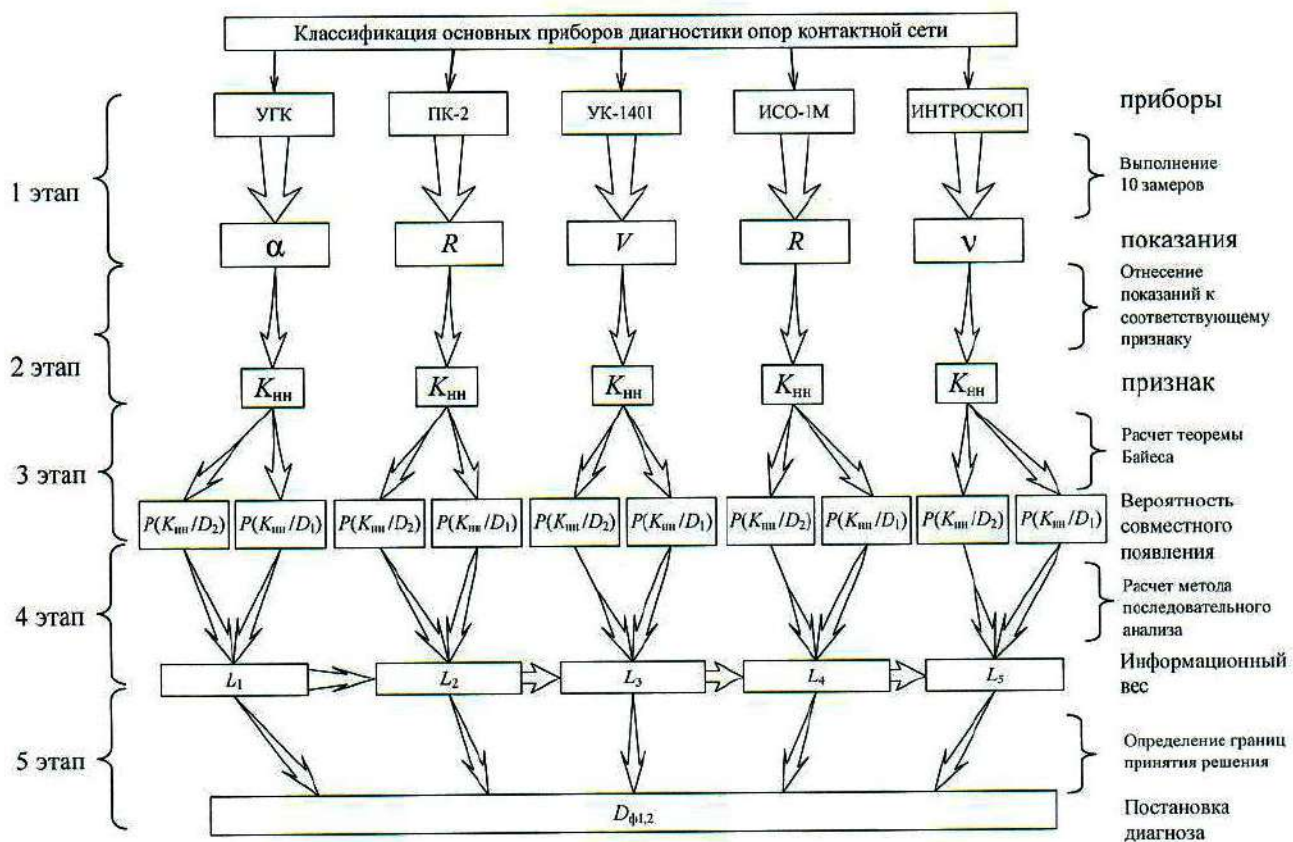 Классификация основных приборов диагностики опор контактной сети
УГК
ПК-2
УК-1401
ИСО-1М
ИНТРОСКОП
приборы
1 этап
Выполнение
10 замеров
α
R
V
R
ν
показания
2 этап
Отнесение
показаний к
соответствующему
признаку
Kнн
Kнн
Kнн
Kнн
Kнн
признак
3 этап
Расчет теоремы
Байеса
P(Kнн/D2)
P(Kнн/D1)
P(Kнн/D2)
P(Kнн/D1)
P(Kнн/D2)
P(Kнн/D1)
P(Kнн/D2)
P(Kнн/D1)
P(Kнн/D2)
P(Kнн/D1)
Вероятность
совместного
появления
4 этап
Расчет метода
последовательного
анализа
L1
L2
L3
L4
L5
Информационный
вес
5 этап
Определение границ
принятия решения
Dф1,2
Постановка
диагноза